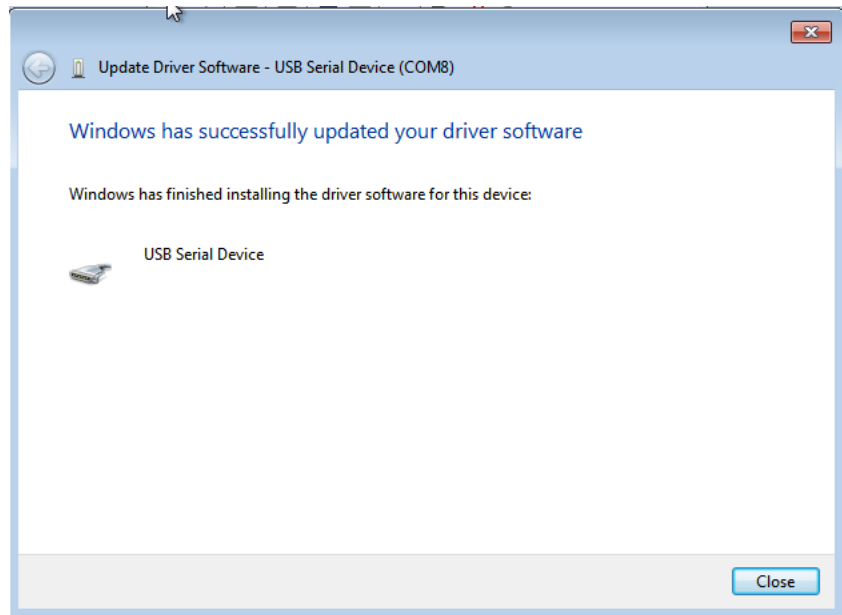 Update Driver Software - USB Serial Device (COM8)
Windows has successfully updated your driver software
Windows has finished installing the driver software for this device:
USB Serial Device
Close